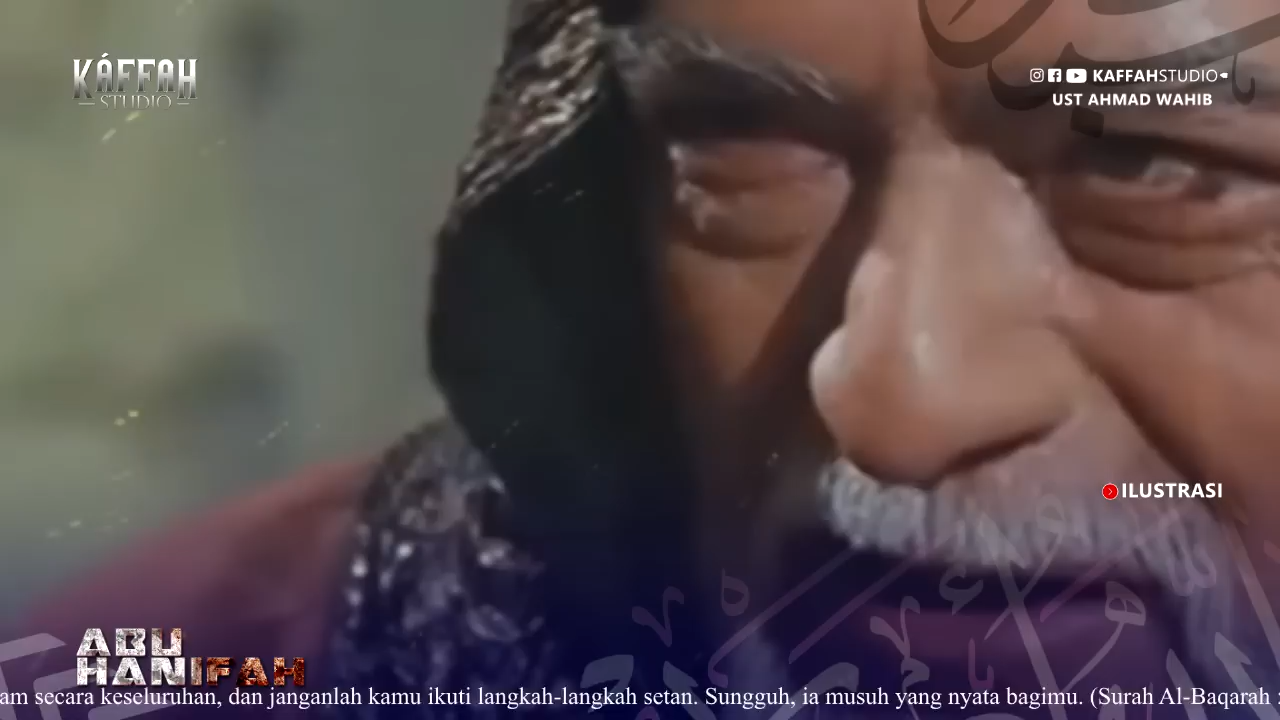 KÁFFAH
STUDIO
KAFFAHSTUDIO
UST AHMAD WAHIB
ILUSTRASI
ABU
HANIFAH
am secara keseluruhan, dan janganlah kamu ikuti langkah-langkah setan. Sungguh, ia musuh yang nyata bagimu. (Surah Al-Baqarah